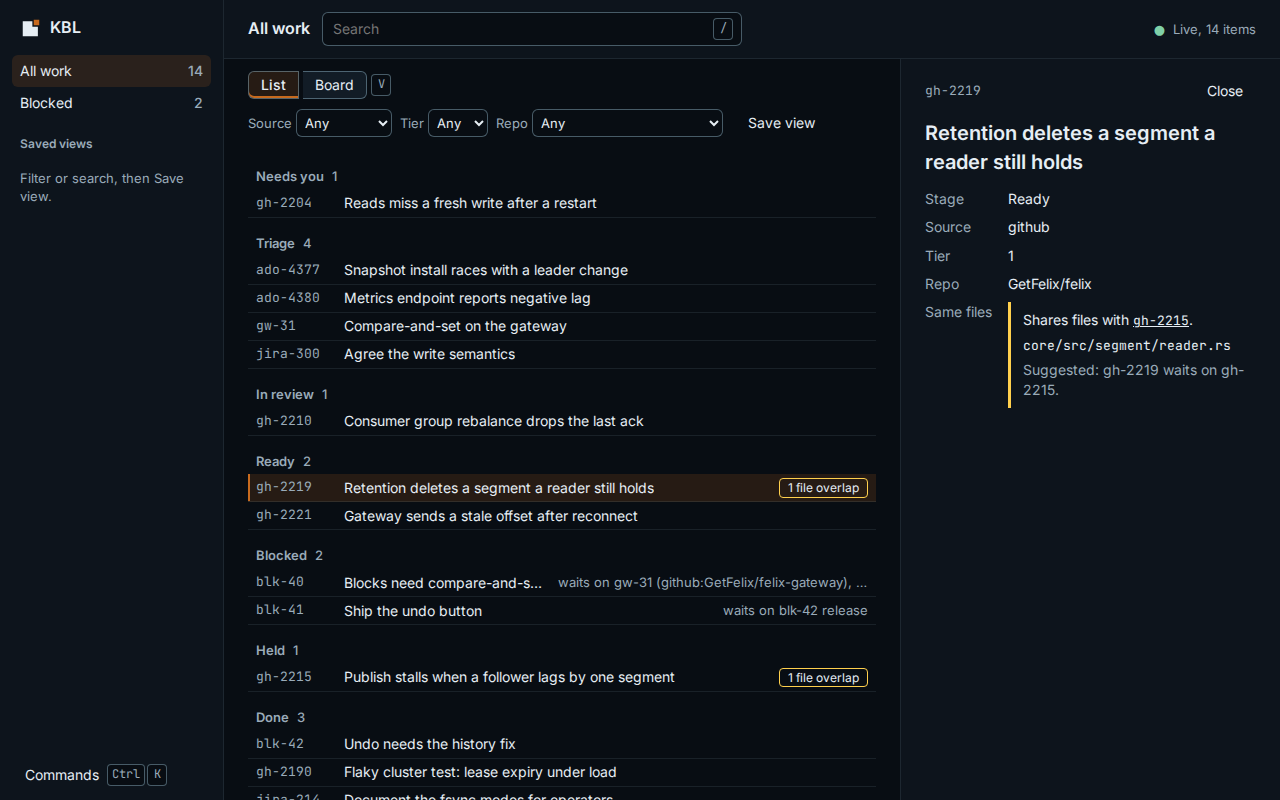 KBL
All work 14
Blocked 2
Saved views
Filter or search, then Save
view.
Commands Ctrl K
All work Search /
Live, 14 items
List Board V
Source Any Tier Any Repo Any Save view
Needs you 1
gh-2204 Reads miss a fresh write after a restart
Triage 4
ado-4377 Snapshot install races with a leader change
ado-4380 Metrics endpoint reports negative lag
gw-31 Compare-and-set on the gateway
jira-300 Agree the write semantics
In review 1
gh-2210 Consumer group rebalance drops the last ack
Ready 2
gh-2219 Retention deletes a segment a reader still holds 1 file overlap
gh-2221 Gateway sends a stale offset after reconnect
Blocked 2
blk-40 Blocks need compare-and-s... waits on gw-31 (github:GetFelix/felix-gateway), ...
blk-41 Ship the undo button waits on blk-42 release
Held 1
gh-2215 Publish stalls when a follower lags by one segment 1 file overlap
Done 3
blk-42 Undo needs the history fix
gh-2190 Flaky cluster test: lease expiry under load
jira-214 Document the fsync modes for operators
gh-2219 Close
Retention deletes a segment a
reader still holds
Stage Ready
Source github
Tier 1
Repo GetFelix/felix
Same files Shares files with gh-2215.
core/src/segment/reader.rs
Suggested: gh-2219 waits on gh-
2215.